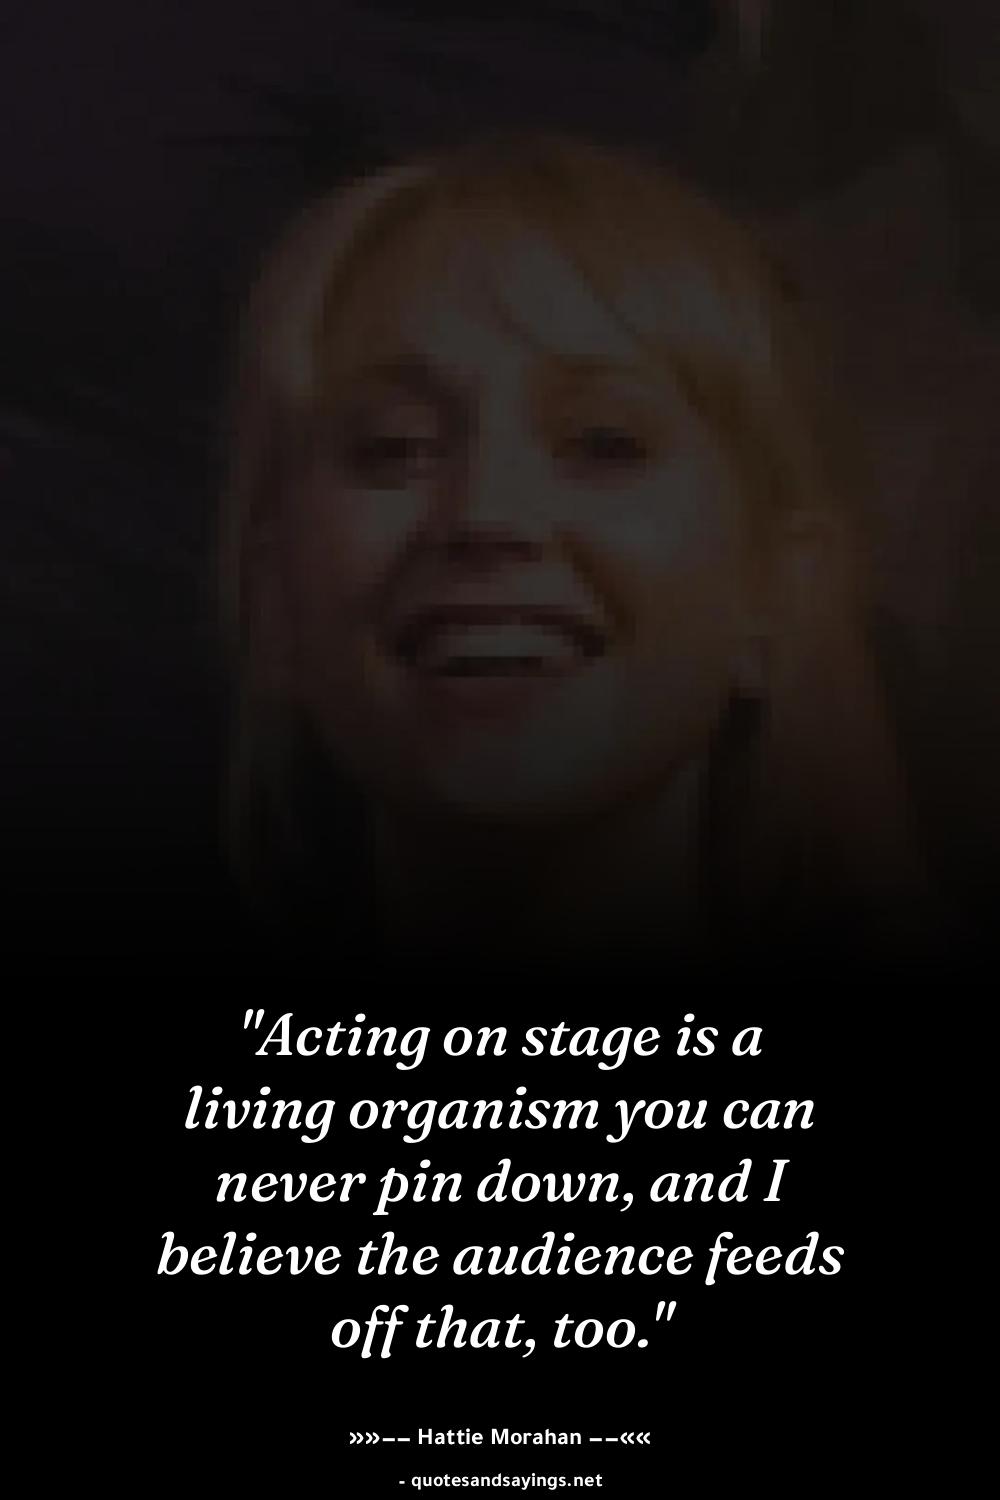 "Acting on stage is a
living organism you can
never pin down, and I
believe the audience feeds
off that, too."
»»—— Hattie Morahan ——««
- quotesandsayings.net